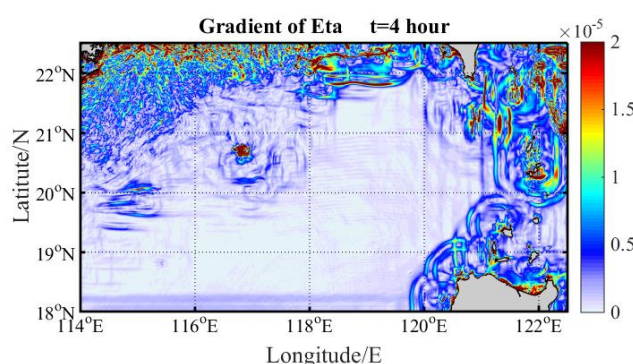 Gradient of Eta t=4 hour
×10⁻⁵
2
22°N
1.5
21°N
1
20°N
0.5
19°N
18°N
0
114°E 116°E 118°E 120°E 122°E
Latitute/N
Longitude/E